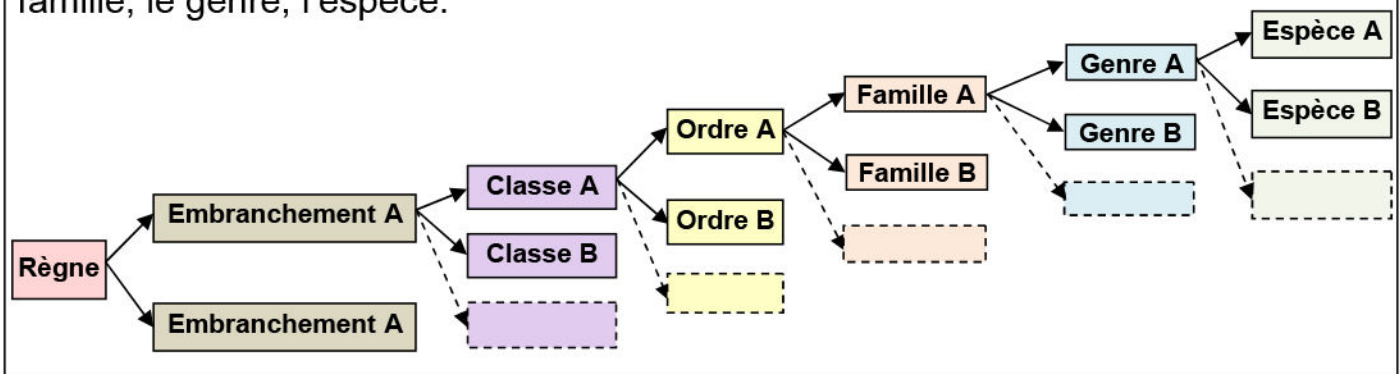 famille, le genre, l'espèce.
Espèce A
Genre A
Famille A
Espèce B
Ordre A
Genre B
Famille B
Classe A
Embranchement A
Ordre B
Classe B
Règne
Embranchement A